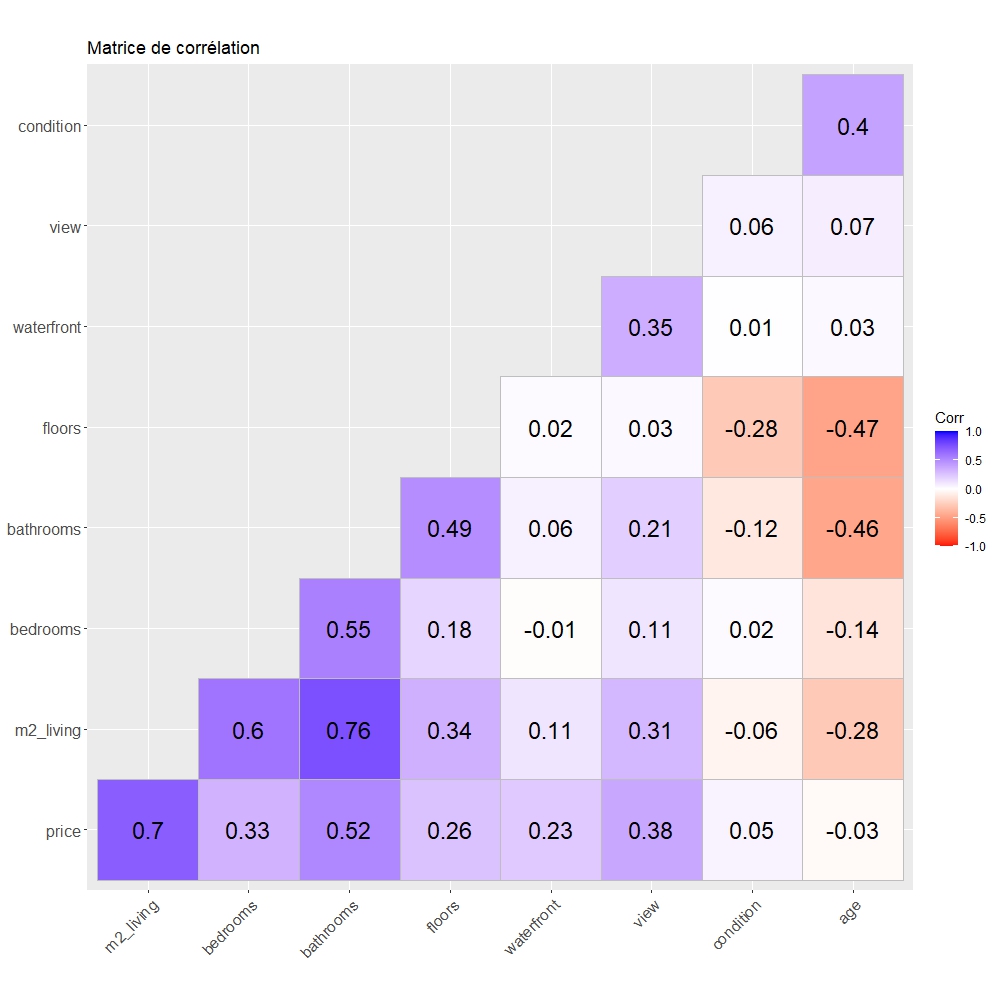 Matrice de corrélation
condition 0.4
view 0.06 0.07
waterfront 0.35 0.01 0.03
floors 0.02 0.03 -0.28 -0.47
bathrooms 0.49 0.06 0.21 -0.12 -0.46
bedrooms 0.55 0.18 -0.01 0.11 0.02 -0.14
m2_living 0.6 0.76 0.34 0.11 0.31 -0.06 -0.28
price 0.7 0.33 0.52 0.26 0.23 0.38 0.05 -0.03
m2_living bedrooms bathrooms floors waterfront view condition age
Corr
1.0
0.5
0.0
-0.5
-1.0